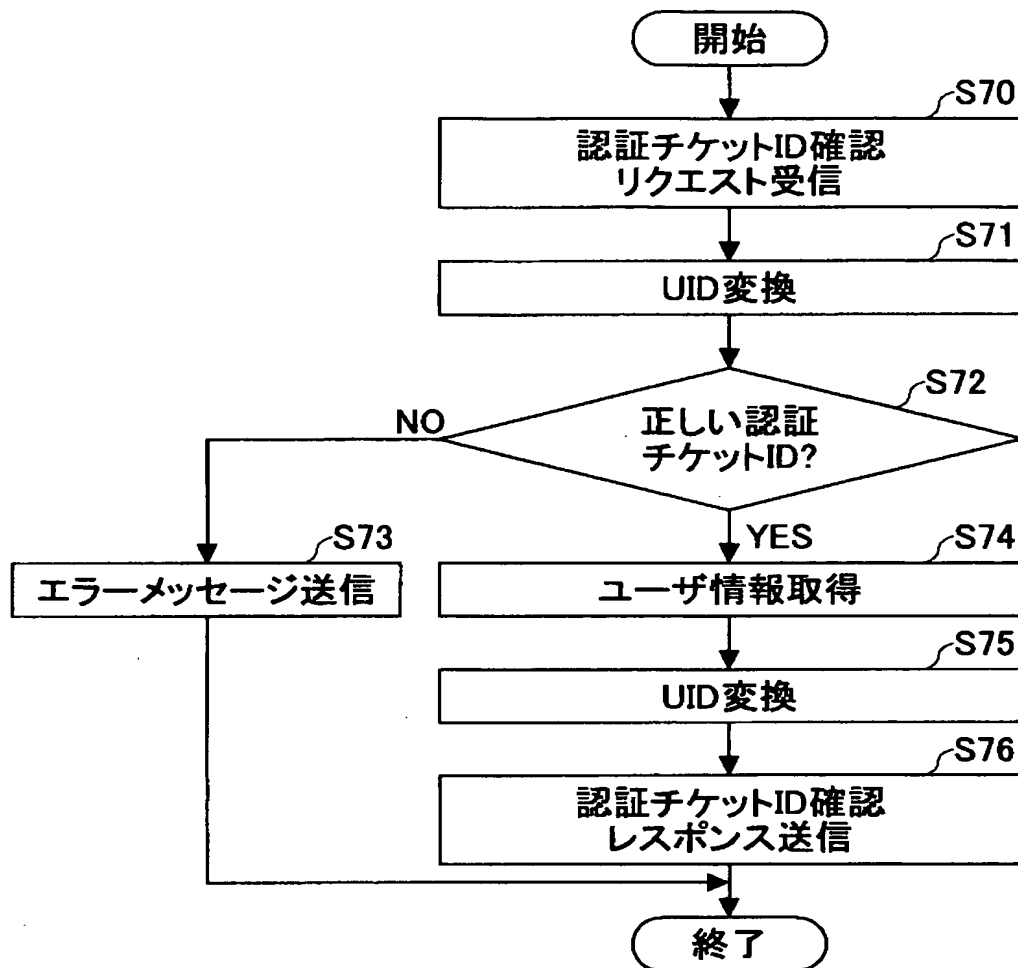 開始
S70
認証チケットID確認
リクエスト受信
S71
UID変換
S72
正しい認証
チケットID?
NO
YES
S73
エラーメッセージ送信
S74
ユーザ情報取得
S75
UID変換
S76
認証チケットID確認
レスポンス送信
終了